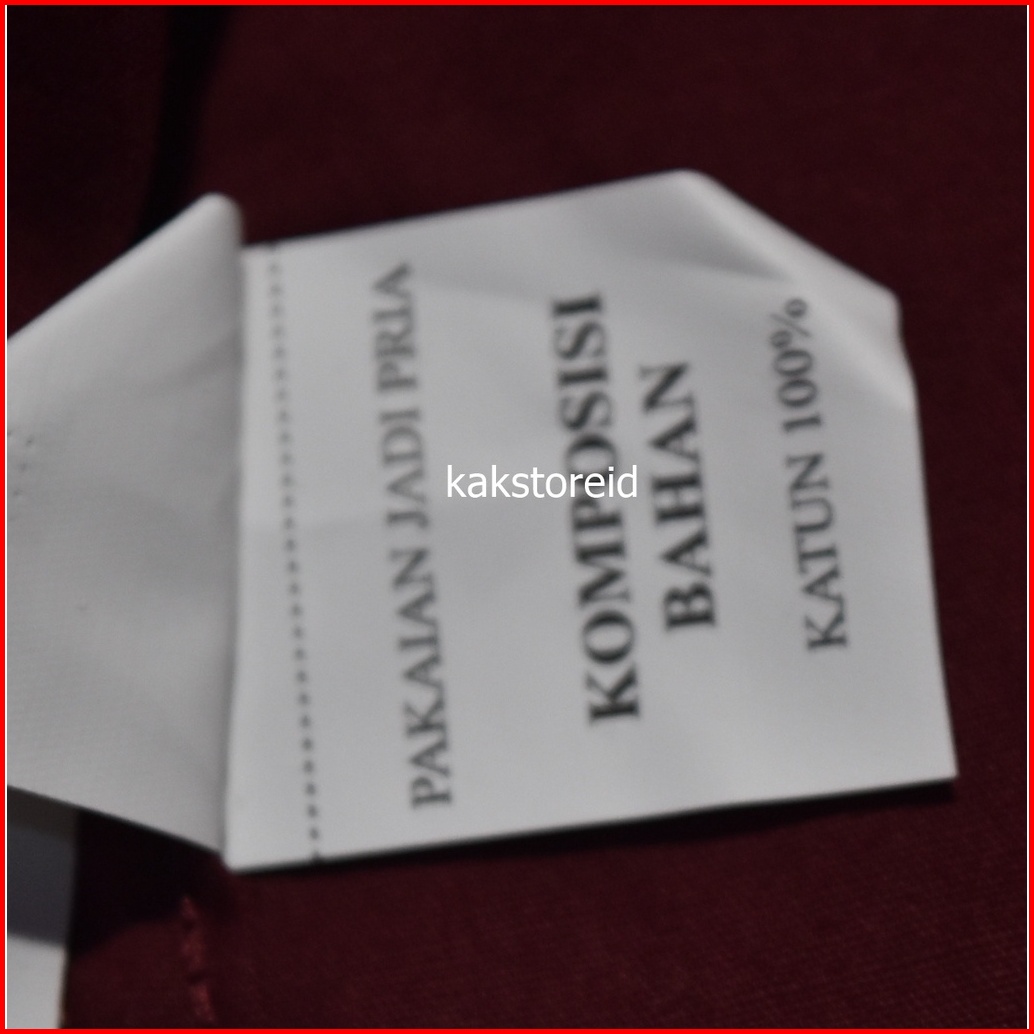 PAKAIAN JADI PRIA
KOMPOSISI
BAHAN
KATUN 100%
kakstoreid